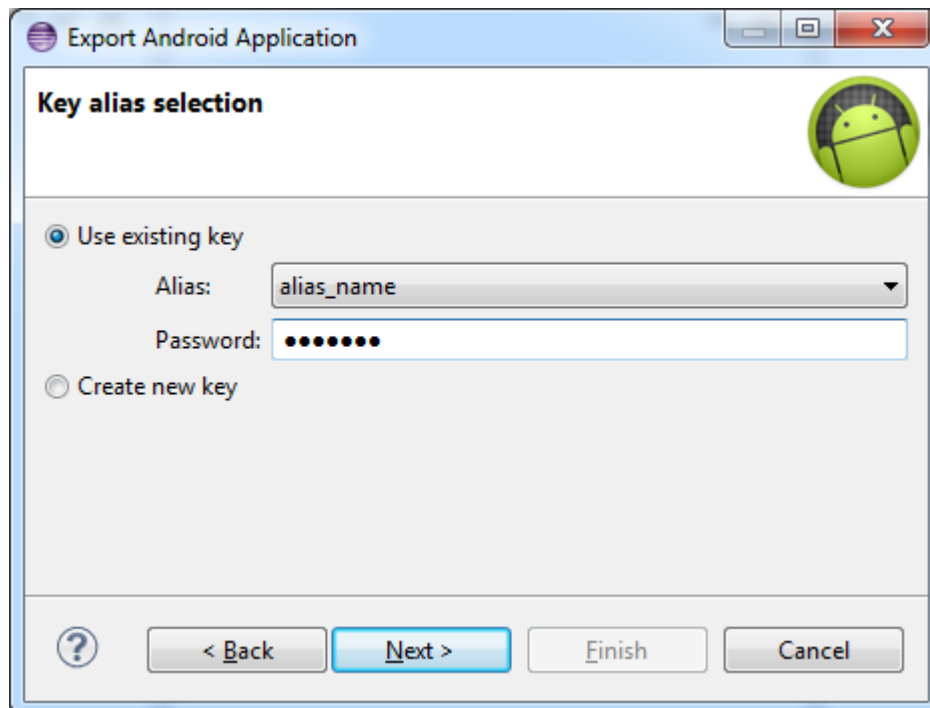 Export Android Application
Key alias selection
Use existing key
Alias: alias_name
Password: •••••••
Create new key
? < Back Next > Finish Cancel